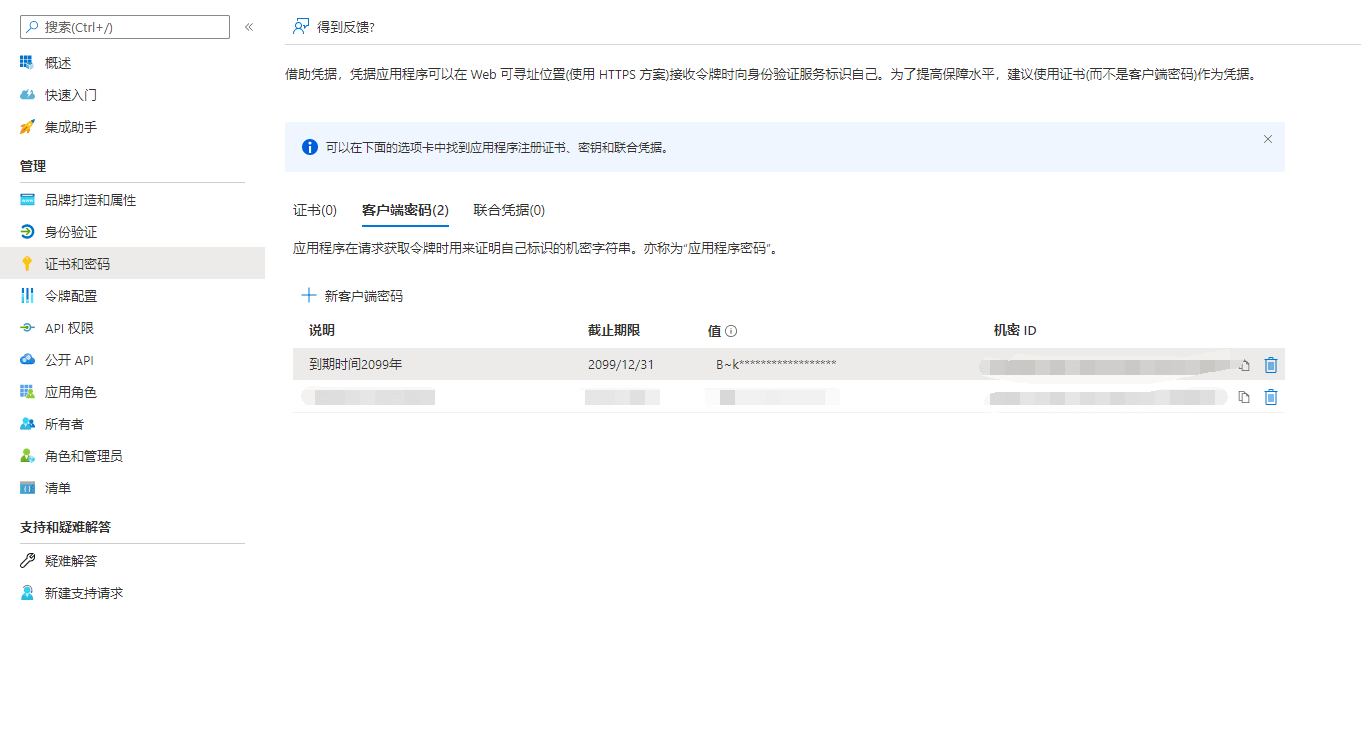 搜索(Ctrl+/)
«
概述
快速入门
集成助手
管理
品牌打造和属性
身份验证
证书和密码
令牌配置
API 权限
公开 API
应用角色
所有者
角色和管理员
清单
支持和疑难解答
疑难解答
新建支持请求
得到反馈?
借助凭据，凭据应用程序可以在 Web 可寻址位置(使用 HTTPS 方案)接收令牌时向身份验证服务标识自己。为了提高保障水平，建议使用证书(而不是客户端密码)作为凭据。
可以在下面的选项卡中找到应用程序注册证书、密钥和联合凭据。
证书(0) 客户端密码(2) 联合凭据(0)
应用程序在请求获取令牌时用来证明自己标识的机密字符串。亦称为“应用程序密码”。
新客户端密码
说明 截止期限 值 机密 ID
到期时间2099年 2099/12/31 B~k******************